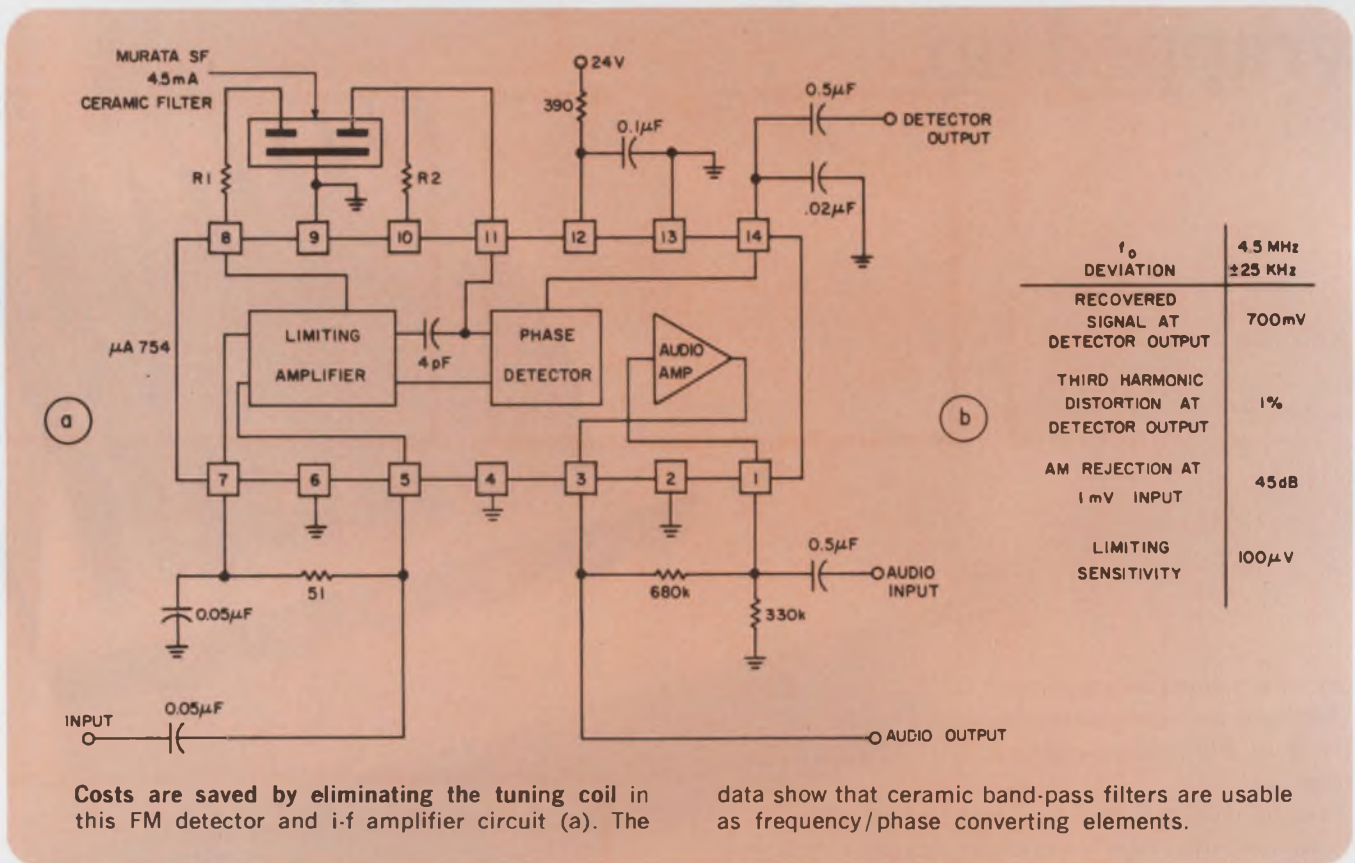 MURATA SF
4.5mA
CERAMIC FILTER
24V
390
0.1µF
0.5µF
DETECTOR
OUTPUT
.02µF
R1
R2
8
9
10
11
12
13
14
µA 754
LIMITING
AMPLIFIER
4pF
PHASE
DETECTOR
AUDIO
AMP
a
7
6
5
4
3
2
1
0.05µF
51
680k
0.5µF
AUDIO
INPUT
330k
INPUT
0.05µF
AUDIO OUTPUT
b
f₀ 4.5 MHz
DEVIATION ±25 KHz
RECOVERED
SIGNAL AT 700mV
DETECTOR OUTPUT
THIRD HARMONIC
DISTORTION AT 1%
DETECTOR OUTPUT
AM REJECTION AT
1mV INPUT 45dB
LIMITING
SENSITIVITY 100µV
Costs are saved by eliminating the tuning coil in
this FM detector and i-f amplifier circuit (a). The
data show that ceramic band-pass filters are usable
as frequency/phase converting elements.